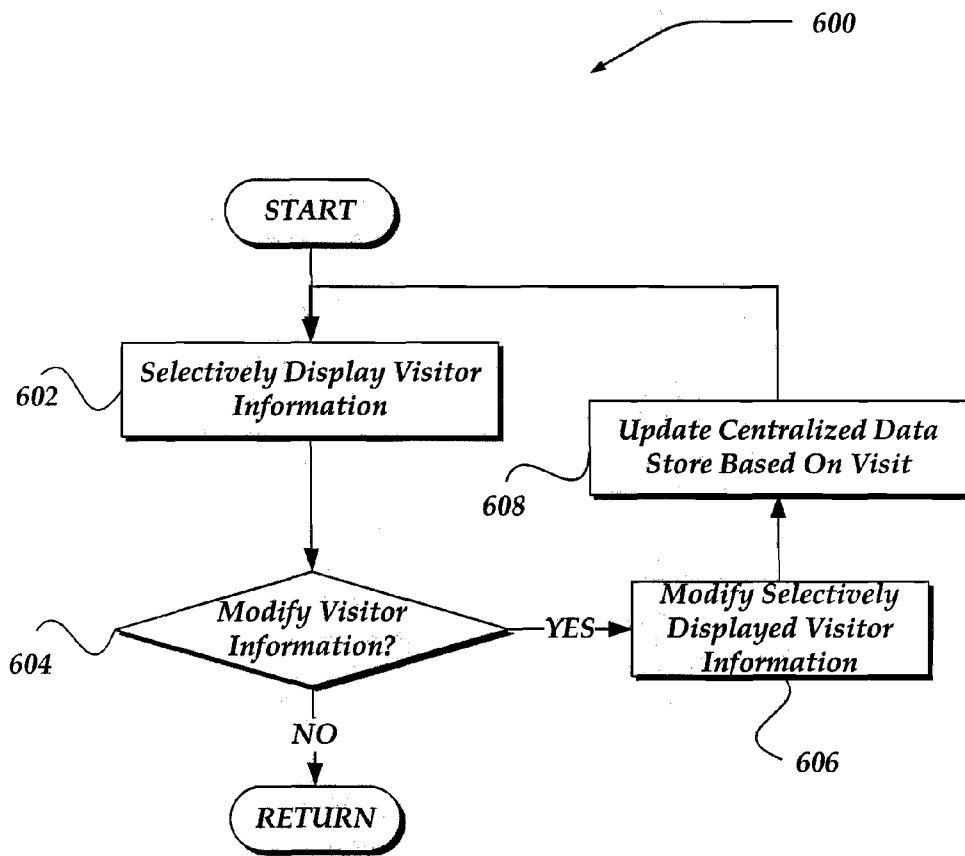 600
START
Selectively Display Visitor
Information
602
Update Centralized Data
Store Based On Visit
608
Modify Visitor
Information?
604
YES
Modify Selectively
Displayed Visitor
Information
606
NO
RETURN